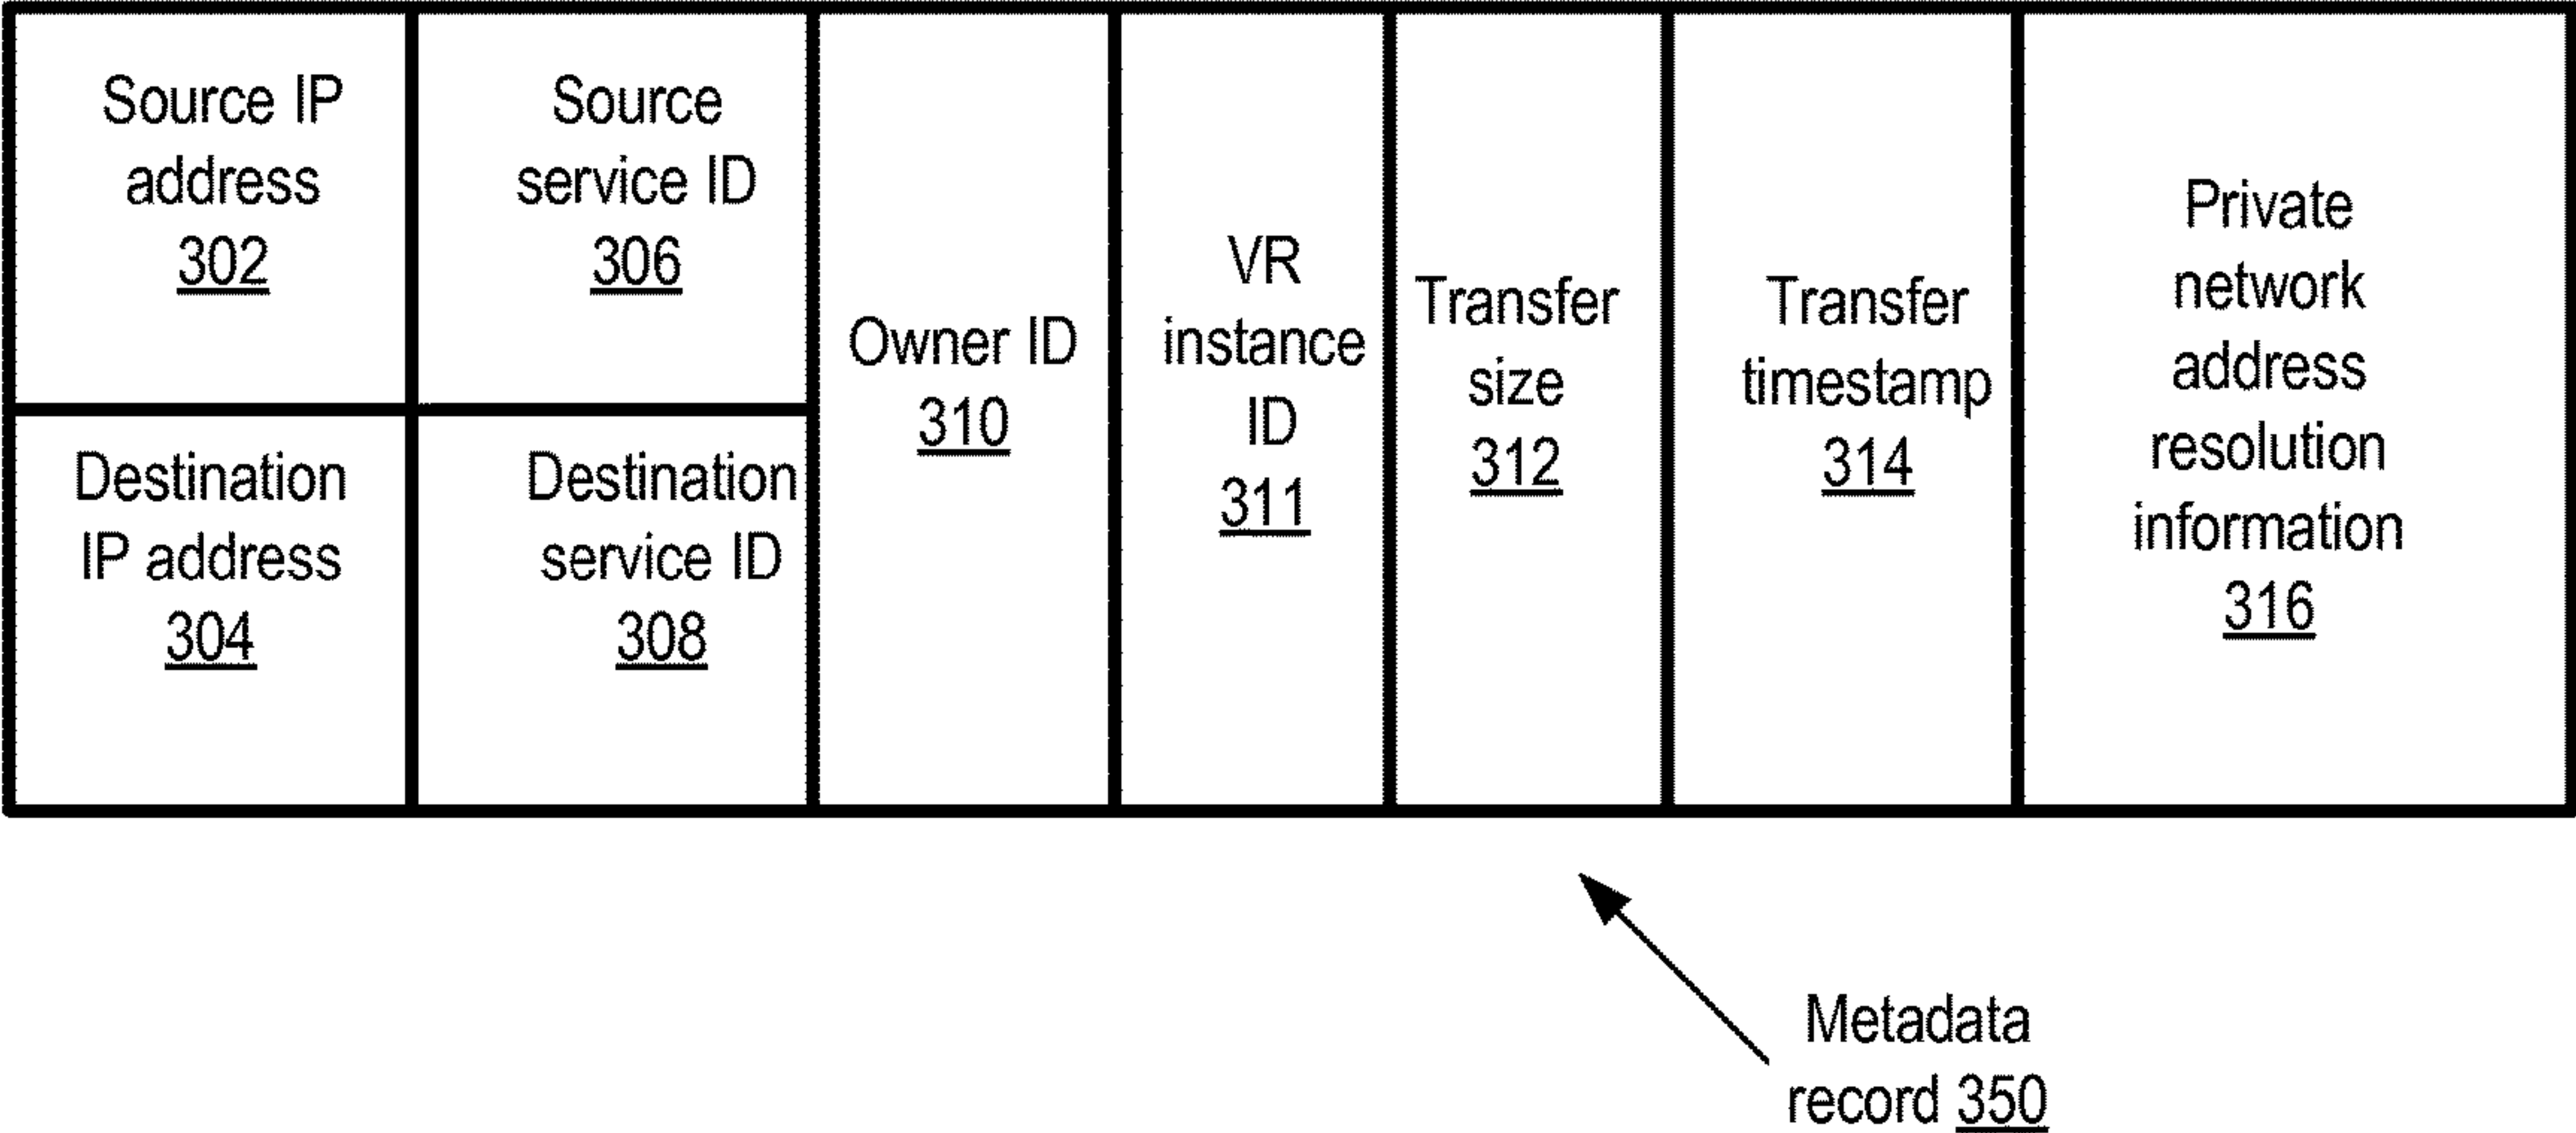 Source IP
address
302
Source
service ID
306
Destination
IP address
304
Destination
service ID
308
Owner ID
310
VR
instance
ID
311
Transfer
size
312
Transfer
timestamp
314
Private
network
address
resolution
information
316
Metadata
record 350